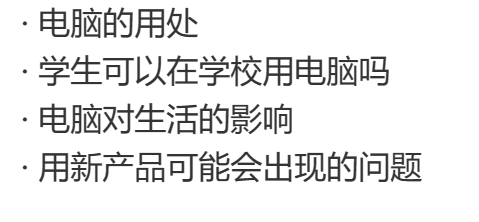 · 电脑的用处
· 学生可以在学校用电脑吗
· 电脑对生活的影响
· 用新产品可能会出现的问题